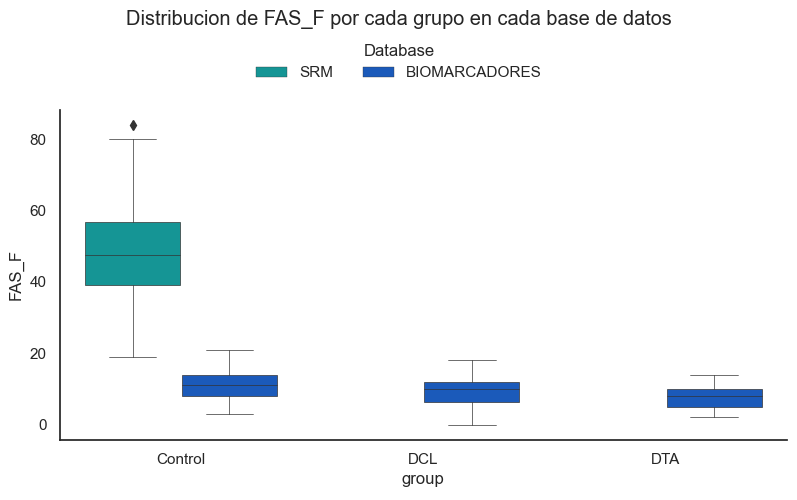 Distribucion de FAS_F por cada grupo en cada base de datos
Database
SRM BIOMARCADORES
80
60
40
20
0
FAS_F
Control DCL DTA
group